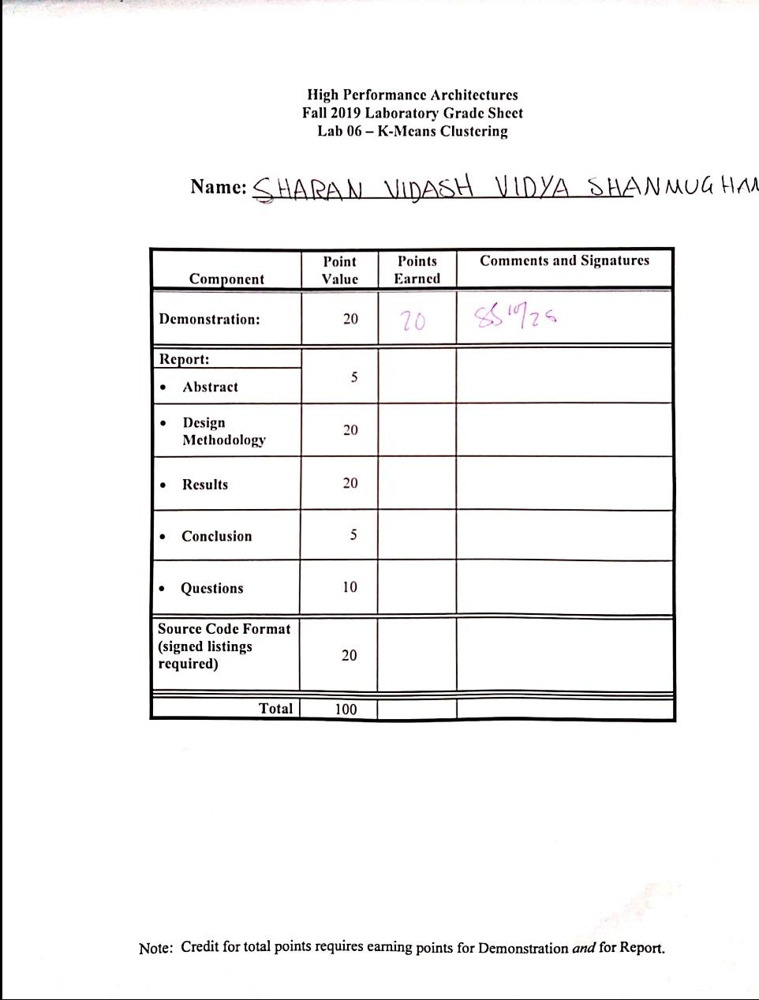 High Performance Architectures
Fall 2019 Laboratory Grade Sheet
Lab 06 – K-Means Clustering
Name: SHARAN VIDASH VIDYA SHANMUGHAM
Component Point Value Points Earned Comments and Signatures
Demonstration: 20 20 SS 10/25
Report:
• Abstract 5
• Design Methodology 20
• Results 20
• Conclusion 5
• Questions 10
Source Code Format (signed listings required) 20
Total 100
Note: Credit for total points requires earning points for Demonstration and for Report.